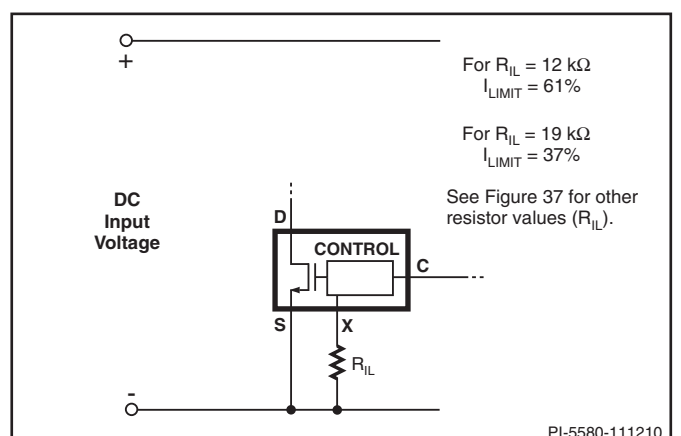 +
For R_IL = 12 kΩ
I_LIMIT = 61%
For R_IL = 19 kΩ
I_LIMIT = 37%
See Figure 37 for other
resistor values (R_IL).
DC
Input
Voltage
D
CONTROL
C
S
X
R_IL
-
PI-5580-111210